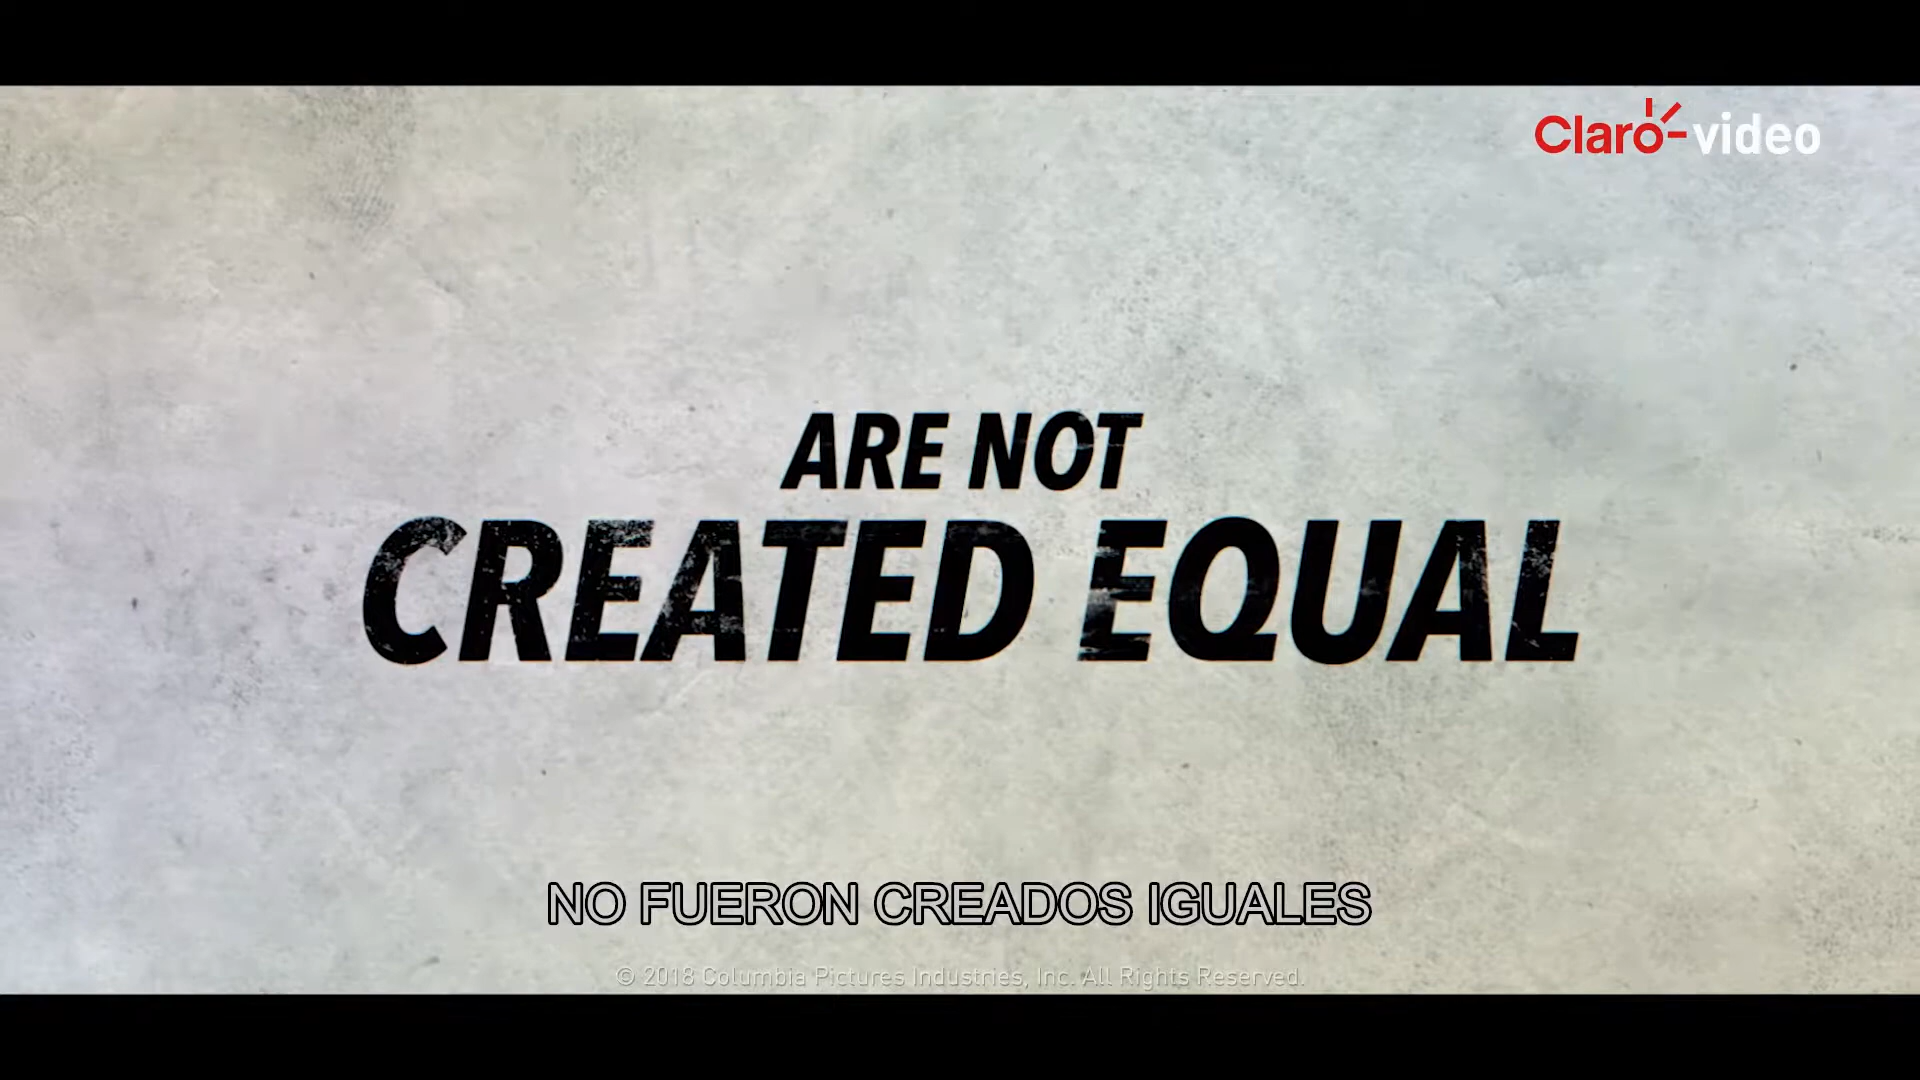 Claro-video
ARE NOT
CREATED EQUAL
NO FUERON CREADOS IGUALES
© 2018 Columbia Pictures Industries, Inc. All Rights Reserved.